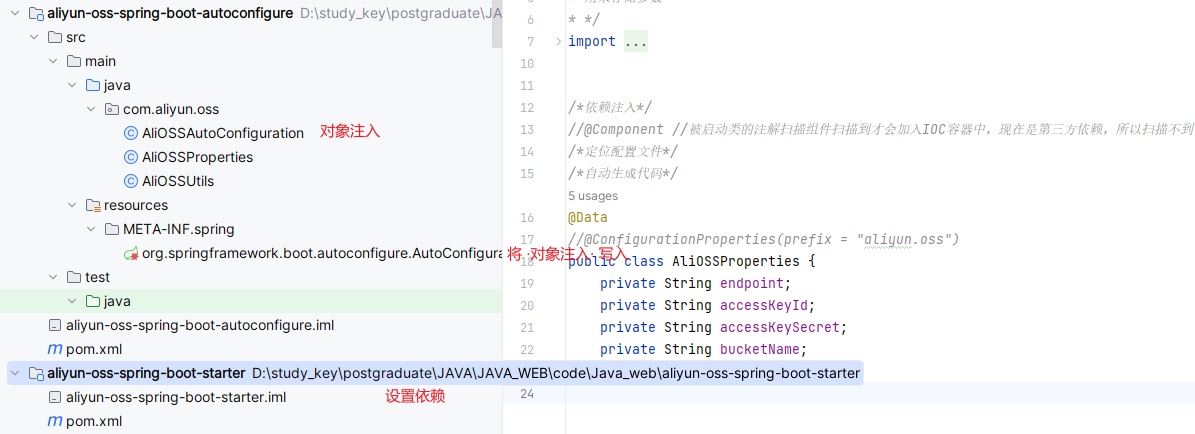 aliyun-oss-spring-boot-autoconfigure D:\study_key\postgraduate\JA
src
main
java
com.aliyun.oss
AliOSSAutoConfiguration 对象注入
AliOSSProperties
AliOSSUtils
resources
META-INF.spring
org.springframework.boot.autoconfigure.AutoConfigura 将 对象注入 写入
test
java
aliyun-oss-spring-boot-autoconfigure.iml
pom.xml
aliyun-oss-spring-boot-starter D:\study_key\postgraduate\JAVA\JAVA_WEB\code\Java_web\aliyun-oss-spring-boot-starter
aliyun-oss-spring-boot-starter.iml 设置依赖
pom.xml
6 * */
7 import ...
10
11
12 /*依赖注入*/
13 //@Component //被启动类的注解扫描组件扫描到才会加入IOC容器中，现在是第三方依赖，所以扫描不到
14 /*定位配置文件*/
15 /*自动生成代码*/
5 usages
16 @Data
17 //@ConfigurationProperties(prefix = "aliyun.oss")
18 public class AliOSSProperties {
19 private String endpoint;
20 private String accessKeyId;
21 private String accessKeySecret;
22 private String bucketName;
24